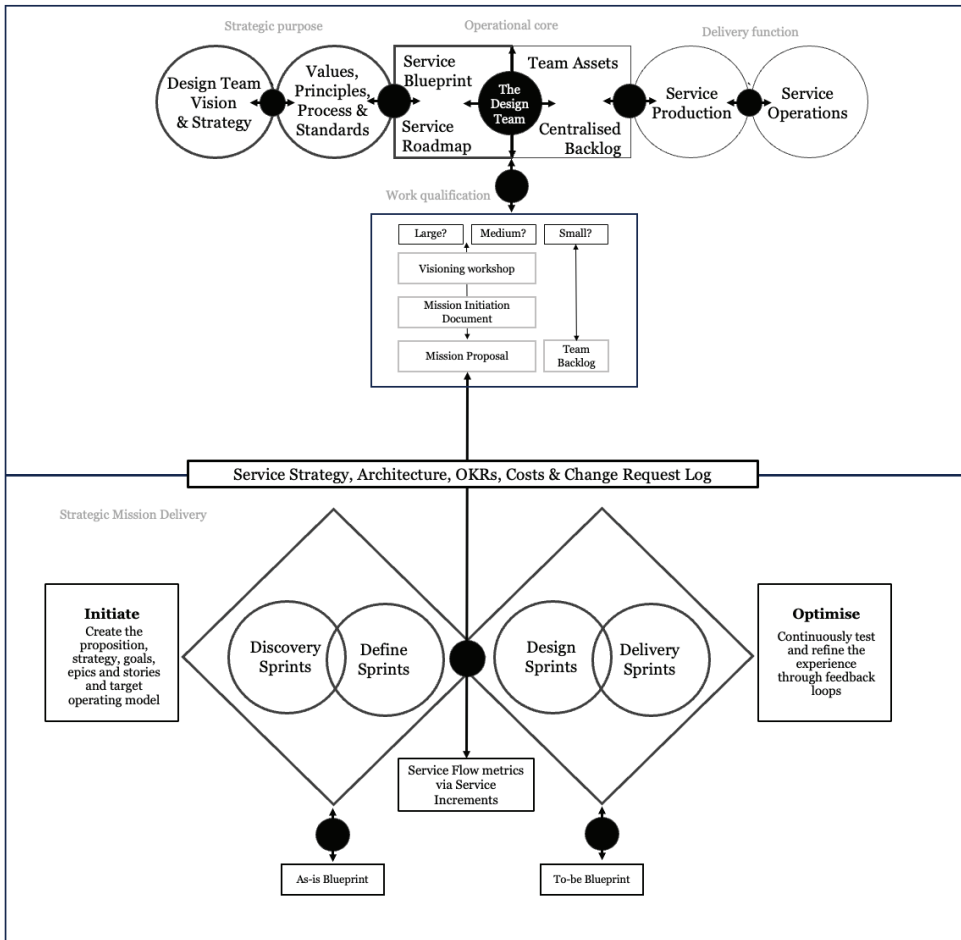 Strategic purpose
Operational core
Delivery function
Design Team
Vision
& Strategy
Values,
Principles,
Process &
Standards
Service
Blueprint
Service
Roadmap
The
Design
Team
Team Assets
Centralised
Backlog
Service
Production
Service
Operations
Work qualification
Large?
Medium?
Small?
Visioning workshop
Mission Initiation
Document
Mission Proposal
Team
Backlog
Service Strategy, Architecture, OKRs, Costs & Change Request Log
Strategic Mission Delivery
Initiate
Create the
proposition,
strategy, goals,
epics and stories
and target
operating model
Discovery
Sprints
Define
Sprints
Design
Sprints
Delivery
Sprints
Optimise
Continuously test
and refine the
experience
through feedback
loops
Service Flow metrics
via Service
Increments
As-is Blueprint
To-be Blueprint